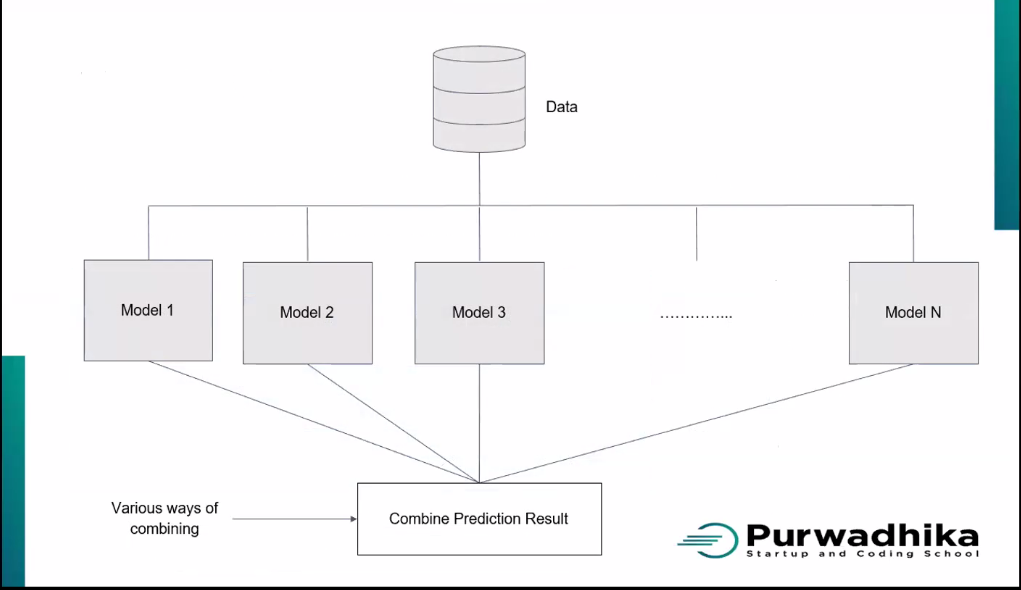 Data
Model 1
Model 2
Model 3
…………...
Model N
Various ways of
combining
Combine Prediction Result
Purwadhika
Startup and Coding School